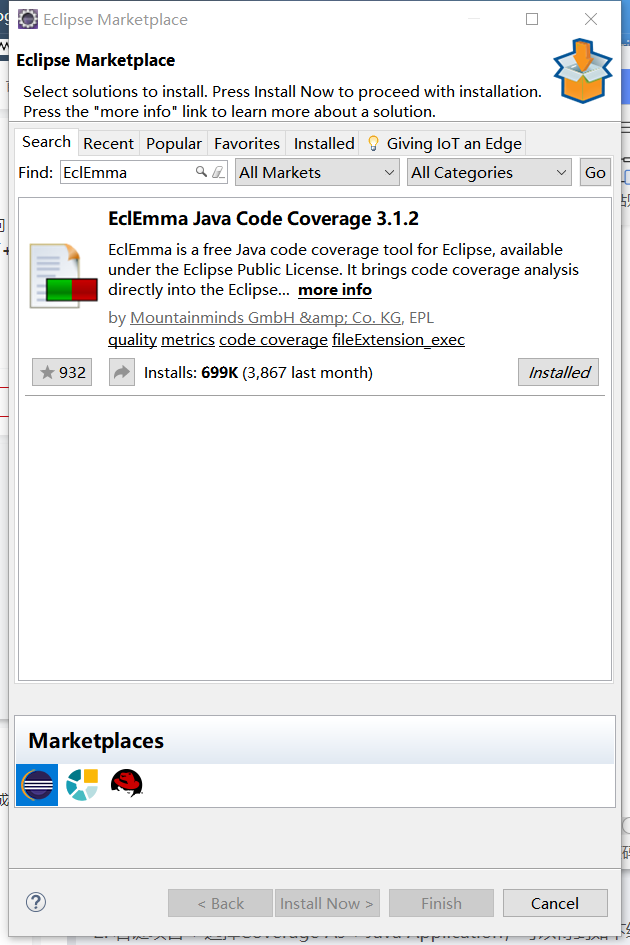 Eclipse Marketplace
Eclipse Marketplace
Select solutions to install. Press Install Now to proceed with installation.
Press the "more info" link to learn more about a solution.
Search Recent Popular Favorites Installed Giving IoT an Edge
Find: EclEmma All Markets All Categories Go
EclEmma Java Code Coverage 3.1.2
EclEmma is a free Java code coverage tool for Eclipse, available
under the Eclipse Public License. It brings code coverage analysis
directly into the Eclipse... more info
by Mountainminds GmbH &amp; Co. KG, EPL
quality metrics code coverage fileExtension_exec
932 Installs: 699K (3,867 last month) Installed
Marketplaces
< Back Install Now > Finish Cancel